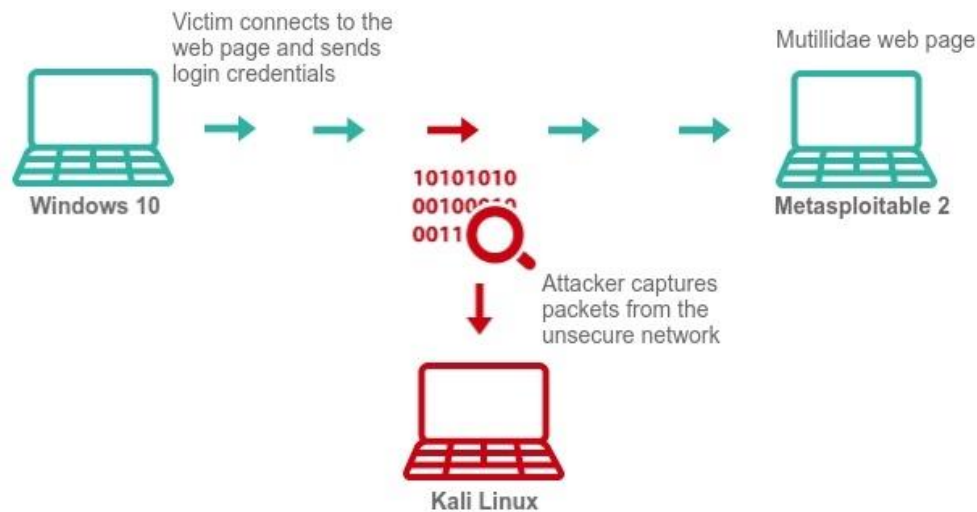 Victim connects to the
web page and sends
login credentials
Mutillidae web page
Windows 10
10101010
0011
Metasploitable 2
Attacker captures
packets from the
unsecure network
Kali Linux